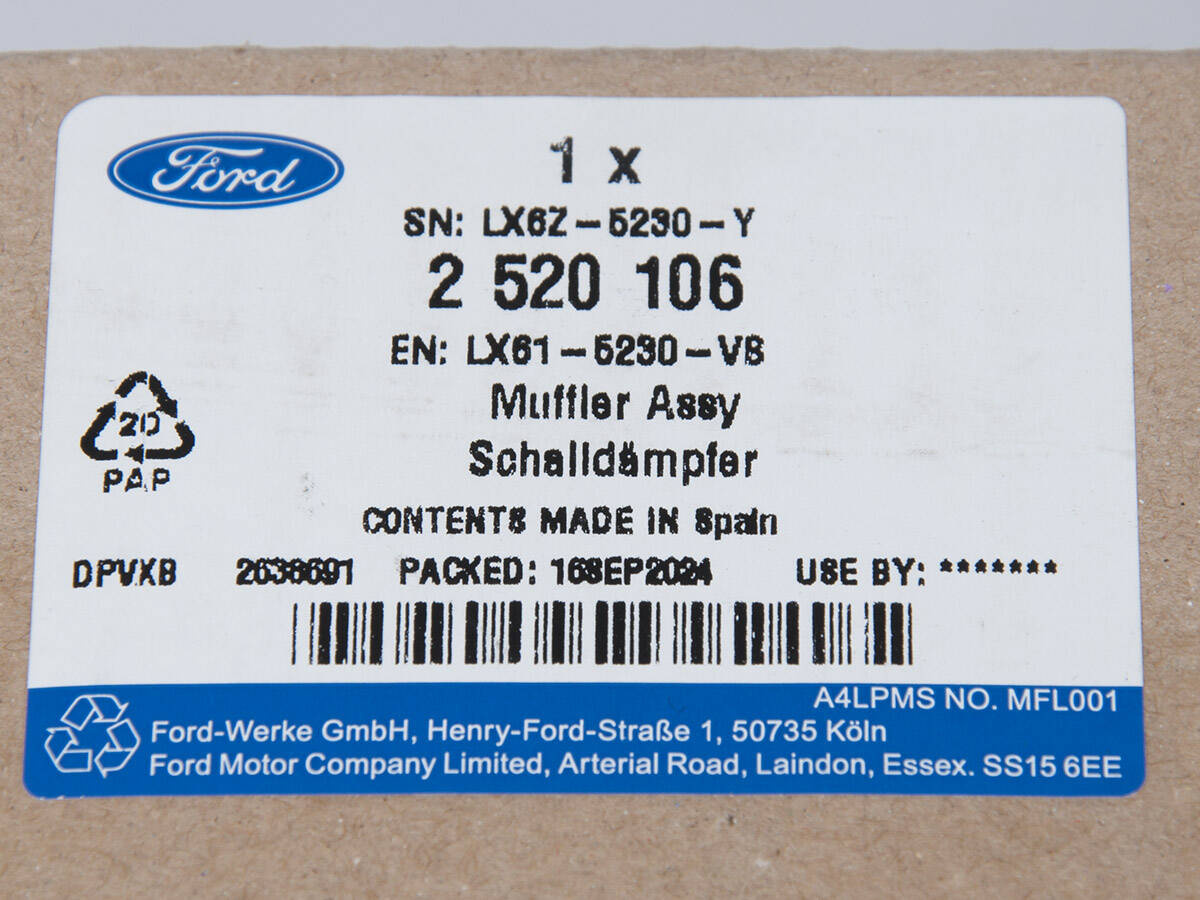 Ford
1 x
SN: LX6Z-5230-Y
2 520 106
EN: LX61-5230-VB
Muffler Assy
Schalldämpfer
20
PAP
CONTENTS MADE IN Spain
DPVXB 2638691 PACKED: 16SEP2024 USE BY: *******
A4LPMS NO. MFL001
Ford-Werke GmbH, Henry-Ford-Straße 1, 50735 Köln
Ford Motor Company Limited, Arterial Road, Laindon, Essex. SS15 6EE